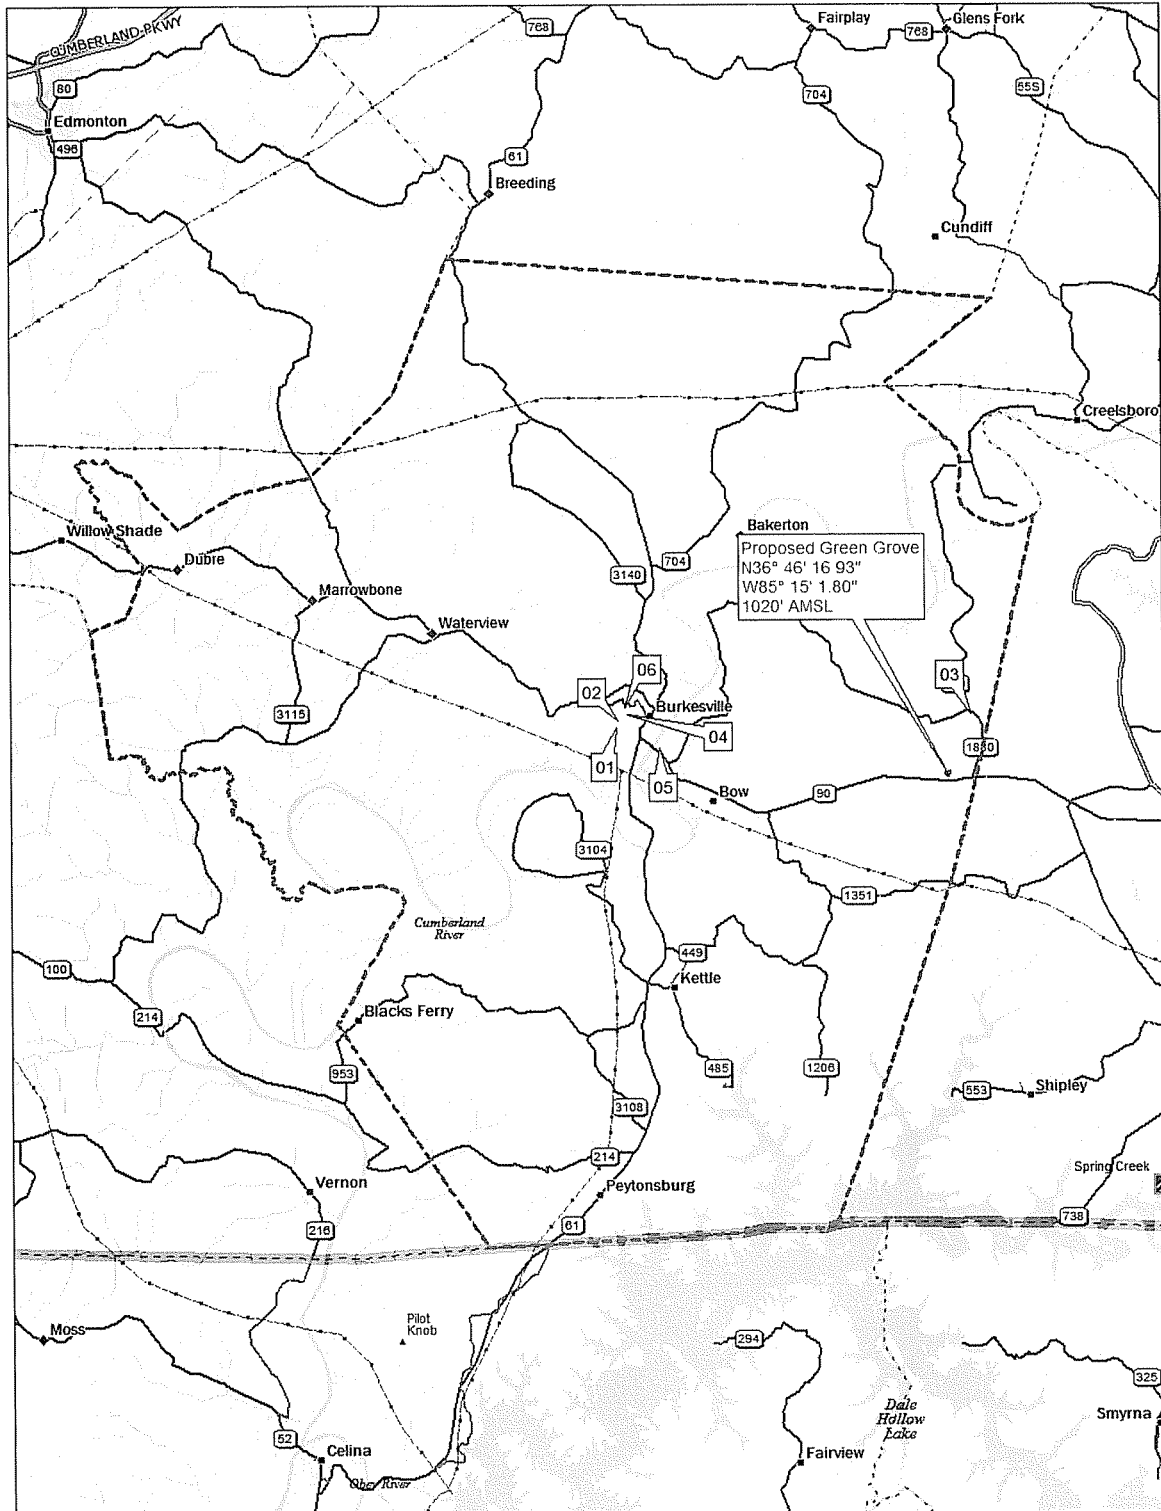 Fairplay
Glens Fork
768
768
CUMBERLAND PKWY
80
704
55S
Edmonton
496
61
Breeding
Cundiff
Creelsboro
Willow Shade
Bakerton
Proposed Green Grove
N36° 46' 16 93"
W85° 15' 1.80"
1020' AMSL
Dubre
3140
704
Marrowbone
Waterview
06
03
02
Burkesville
3115
04
1880
01
05
Bow
90
3104
1351
Cumberland
River
449
100
Kettle
214
Blacks Ferry
953
485
1206
553
Shipley
3108
214
Spring Creek
Vernon
Peytonsburg
216
61
738
Pilot
Knob
Moss
294
325
Dale
Hollow
Lake
Smyrna
52
Celina
Fairview
Obey River